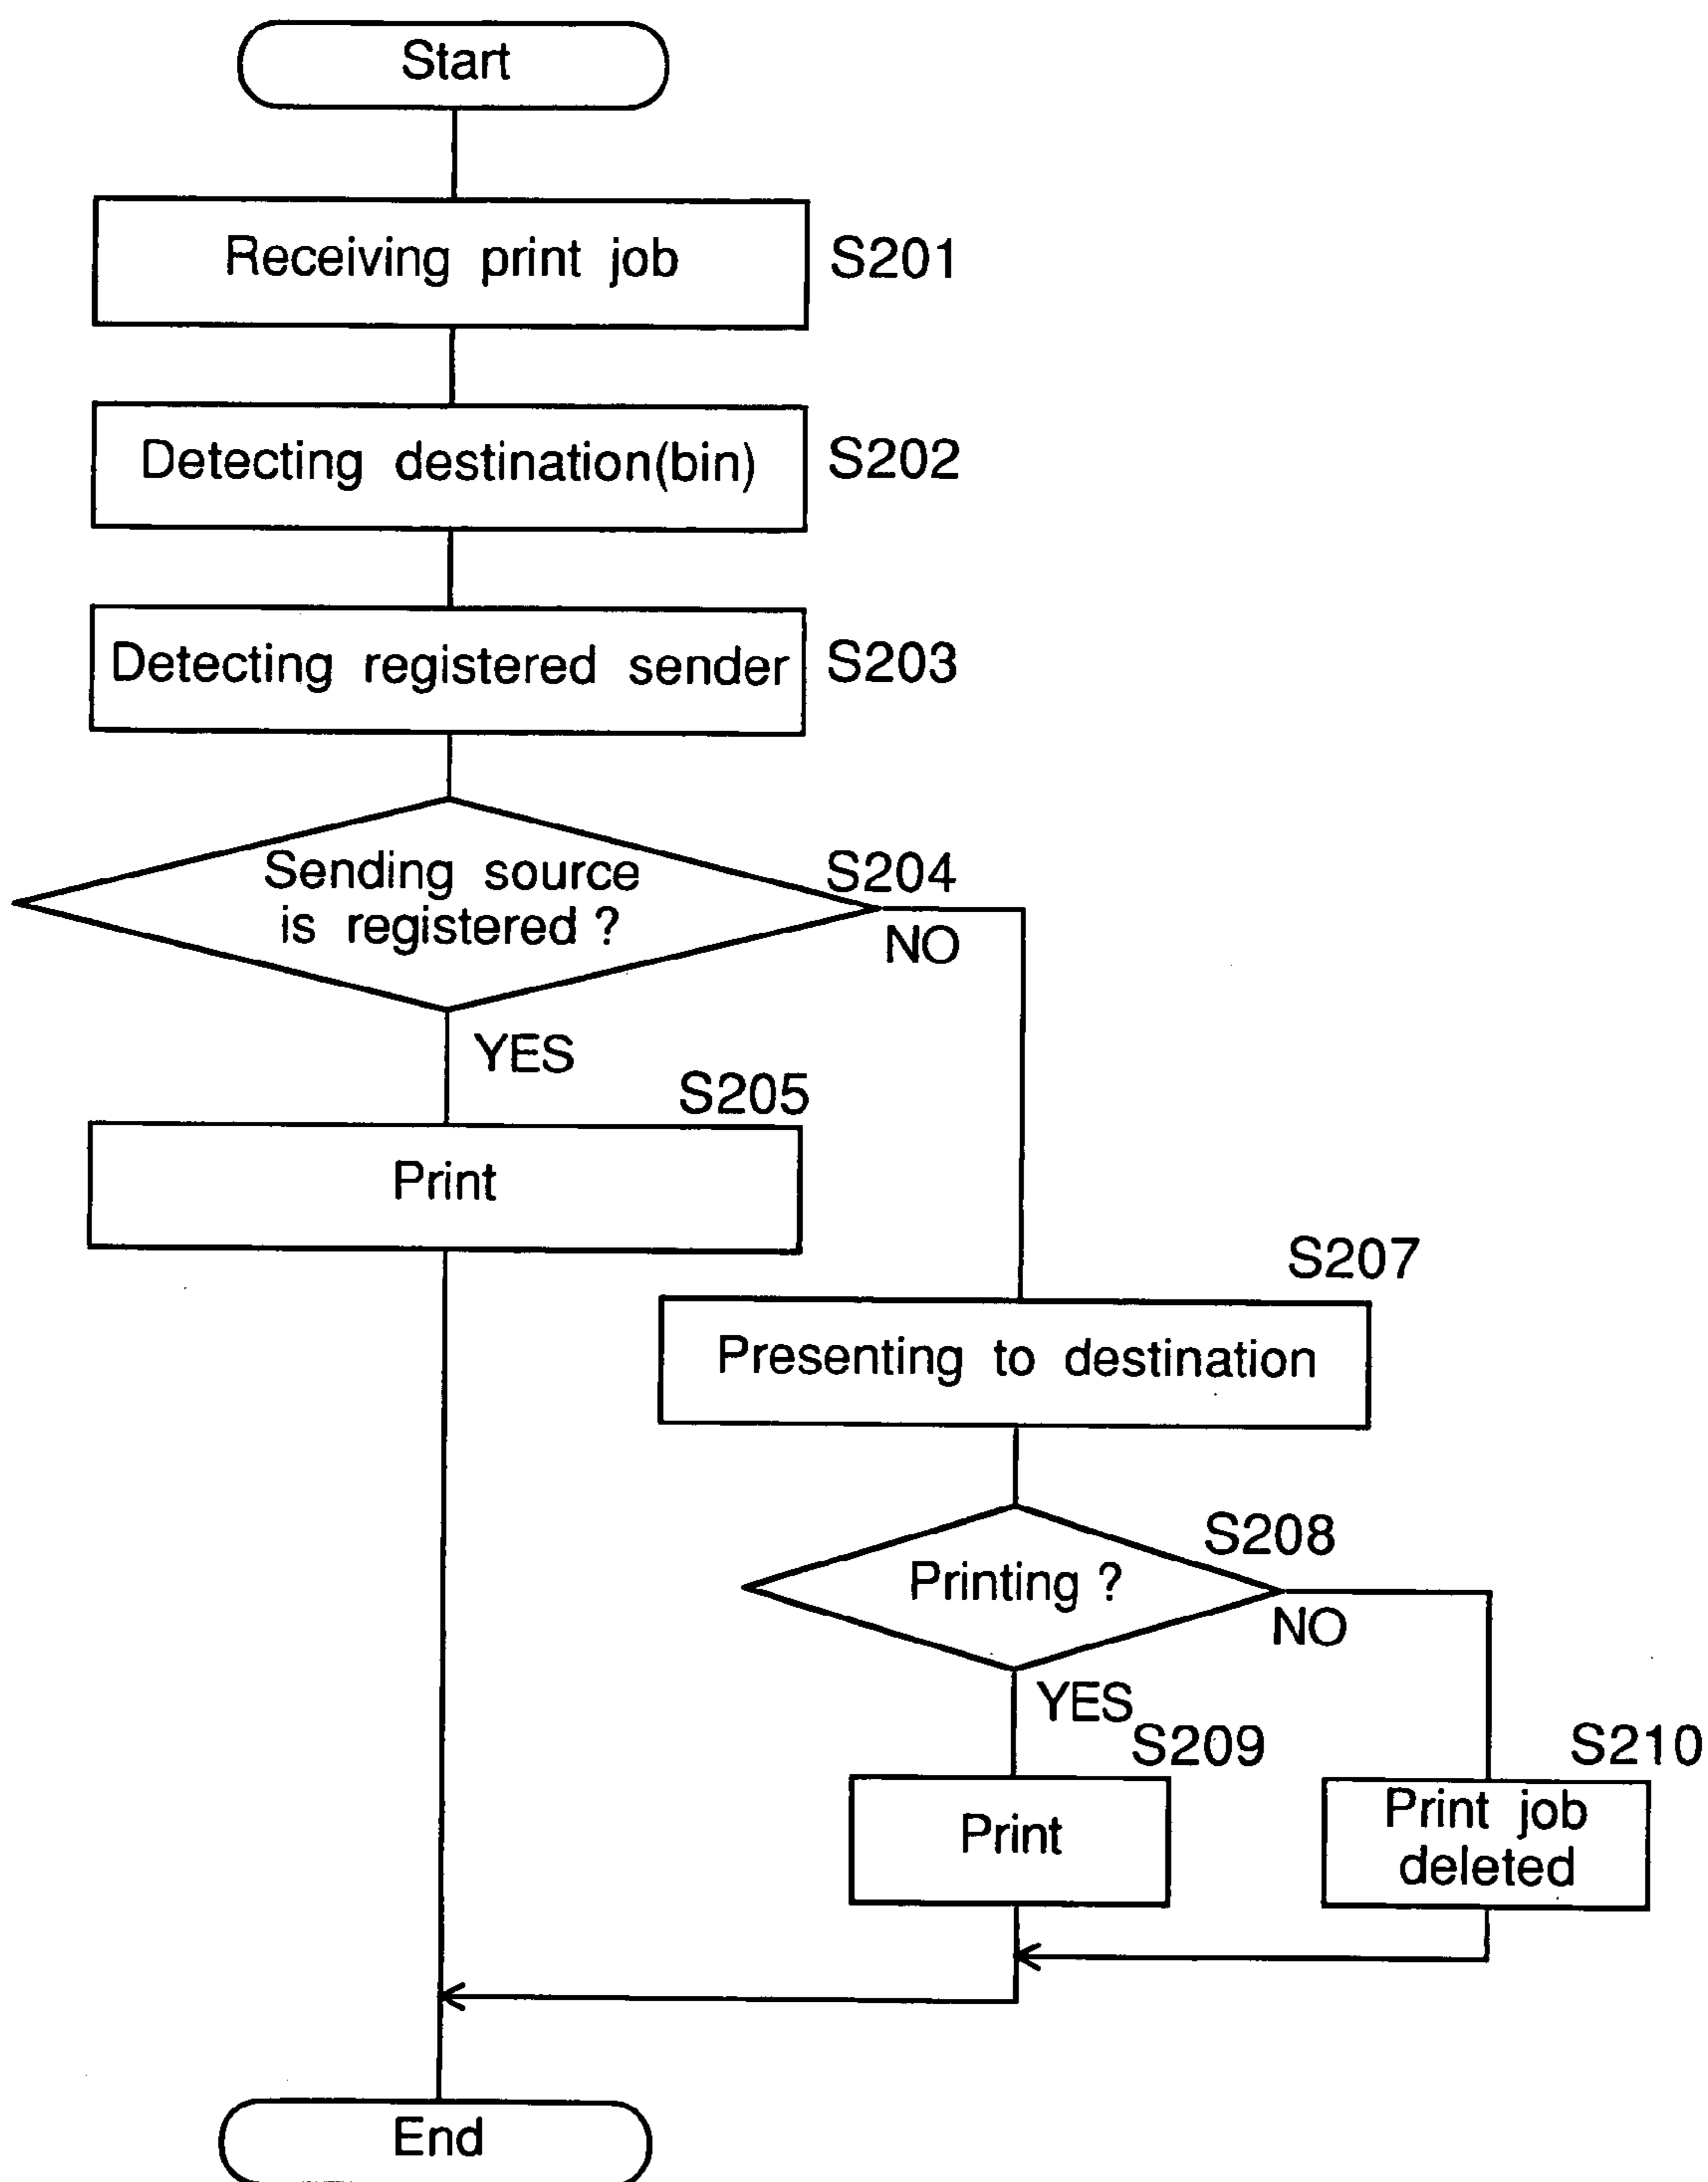 Start
Receiving print job
S201
Detecting destination(bin)
S202
Detecting registered sender
S203
Sending source
is registered ?
S204
NO
YES
S205
Print
S207
Presenting to destination
S208
Printing ?
NO
YES
S209
S210
Print
Print job
deleted
End